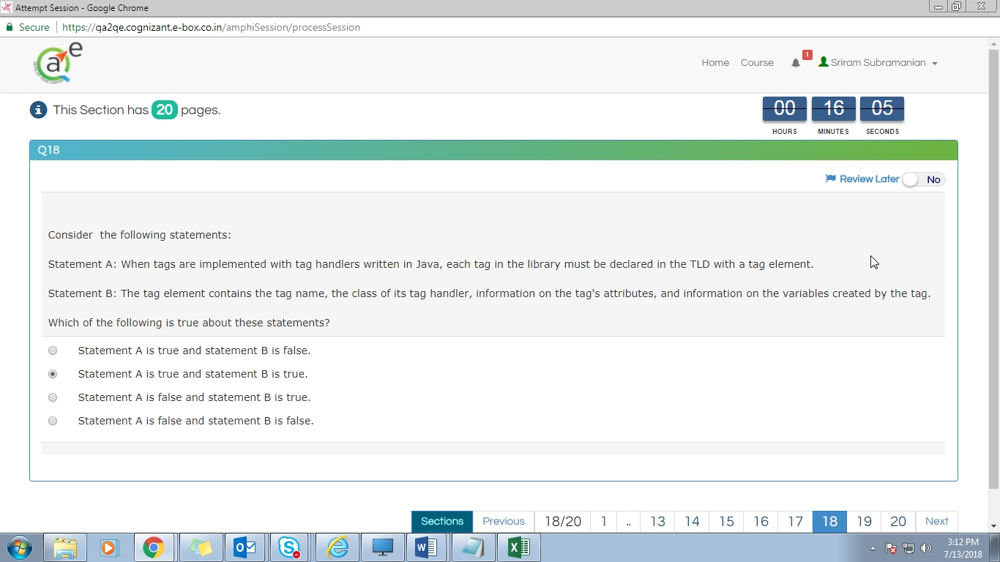 Attempt Session - Google Chrome
Secure https://qa2qe.cognizant.e-box.co.in/amphiSession/processSession
a e
Home Course 1 Sriram Subramanian
This Section has 20 pages.
00 16 05
HOURS MINUTES SECONDS
Q18
Review Later No
Consider the following statements:
Statement A: When tags are implemented with tag handlers written in Java, each tag in the library must be declared in the TLD with a tag element.
Statement B: The tag element contains the tag name, the class of its tag handler, information on the tag's attributes, and information on the variables created by the tag.
Which of the following is true about these statements?
Statement A is true and statement B is false.
Statement A is true and statement B is true.
Statement A is false and statement B is true.
Statement A is false and statement B is false.
Sections Previous 18/20 1 .. 13 14 15 16 17 18 19 20 Next
3:12 PM
7/13/2018